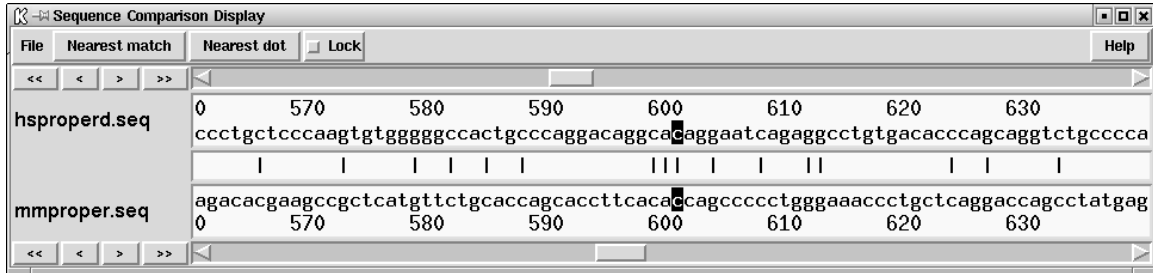 Sequence Comparison Display
File Nearest match Nearest dot Lock Help
<< < > >>
0 570 580 590 600 610 620 630
hsproperd.seq
ccctgctcccaagtgtgggggccactgcccaggacaggcacaggaatcagaggcctgtgacacccagcaggtctgcccca
agacacgaagccgctcatgttctgcaccagcaccttcacaccagccccctgggaaaccctgctcaggaccagcctatgag
mmproper.seq
0 570 580 590 600 610 620 630
<< < > >>